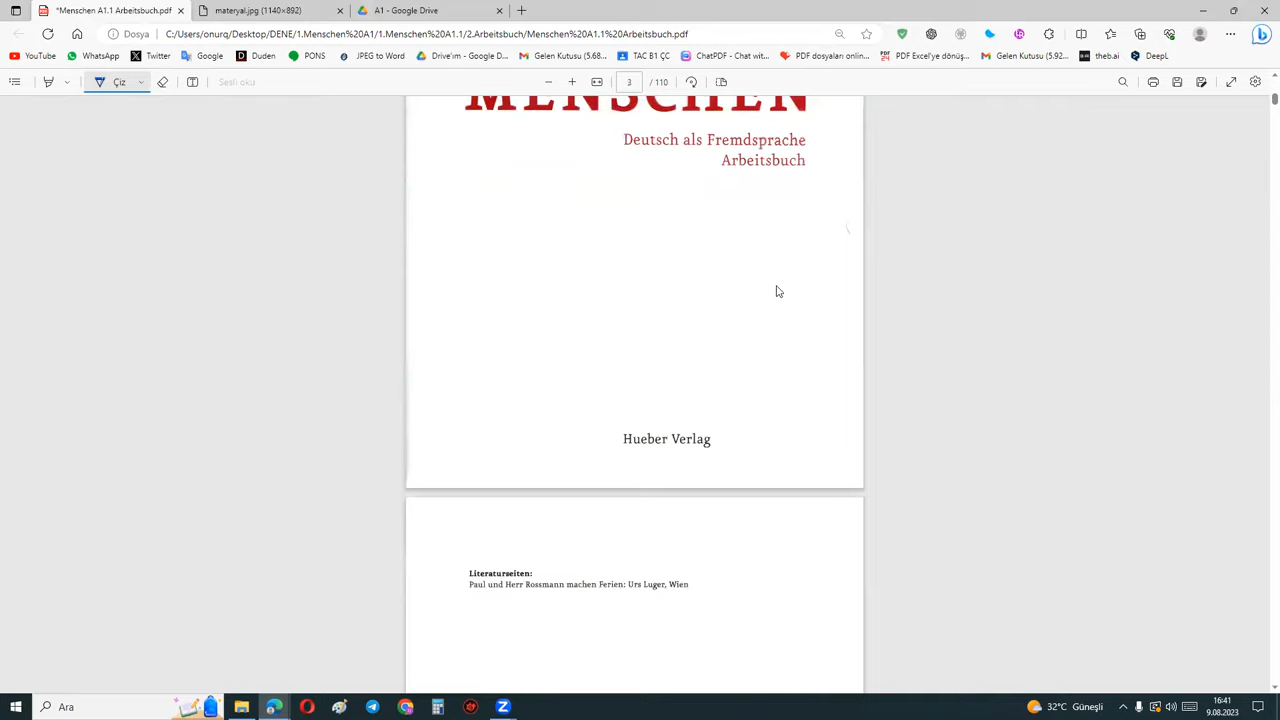 *Menschen A1.1 Arbeitsbuch.pdf
materyal.jpg (1140×892)
A1 - Google Drive
Dosya
C:/Users/onurq/Desktop/DENE/1.Menschen%20A1/1.Menschen%20A1.1/2.Arbeitsbuch/Menschen%20A1.1%20Arbeitsbuch.pdf
YouTube
WhatsApp
Twitter
Google
Duden
PONS
JPEG to Word
Drive'ım - Google D...
Gelen Kutusu (5.68...
TAC B1 ÇC
ChatPDF - Chat wit...
PDF dosyaları onlin...
PDF Excel'ye dönüş...
Gelen Kutusu (5.92...
theb.ai
DeepL
Çiz
Sesli oku
3 / 110
MENSCHEN
Deutsch als Fremdsprache
Arbeitsbuch
Hueber Verlag
Literaturseiten:
Paul und Herr Rossmann machen Ferien: Urs Luger, Wien
Ara
32°C Güneşli
16:41
9.08.2023